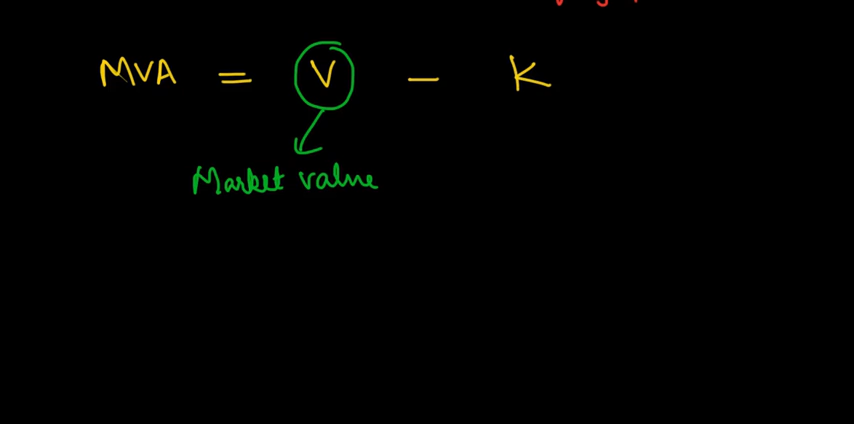 MVA = V - K
Market value